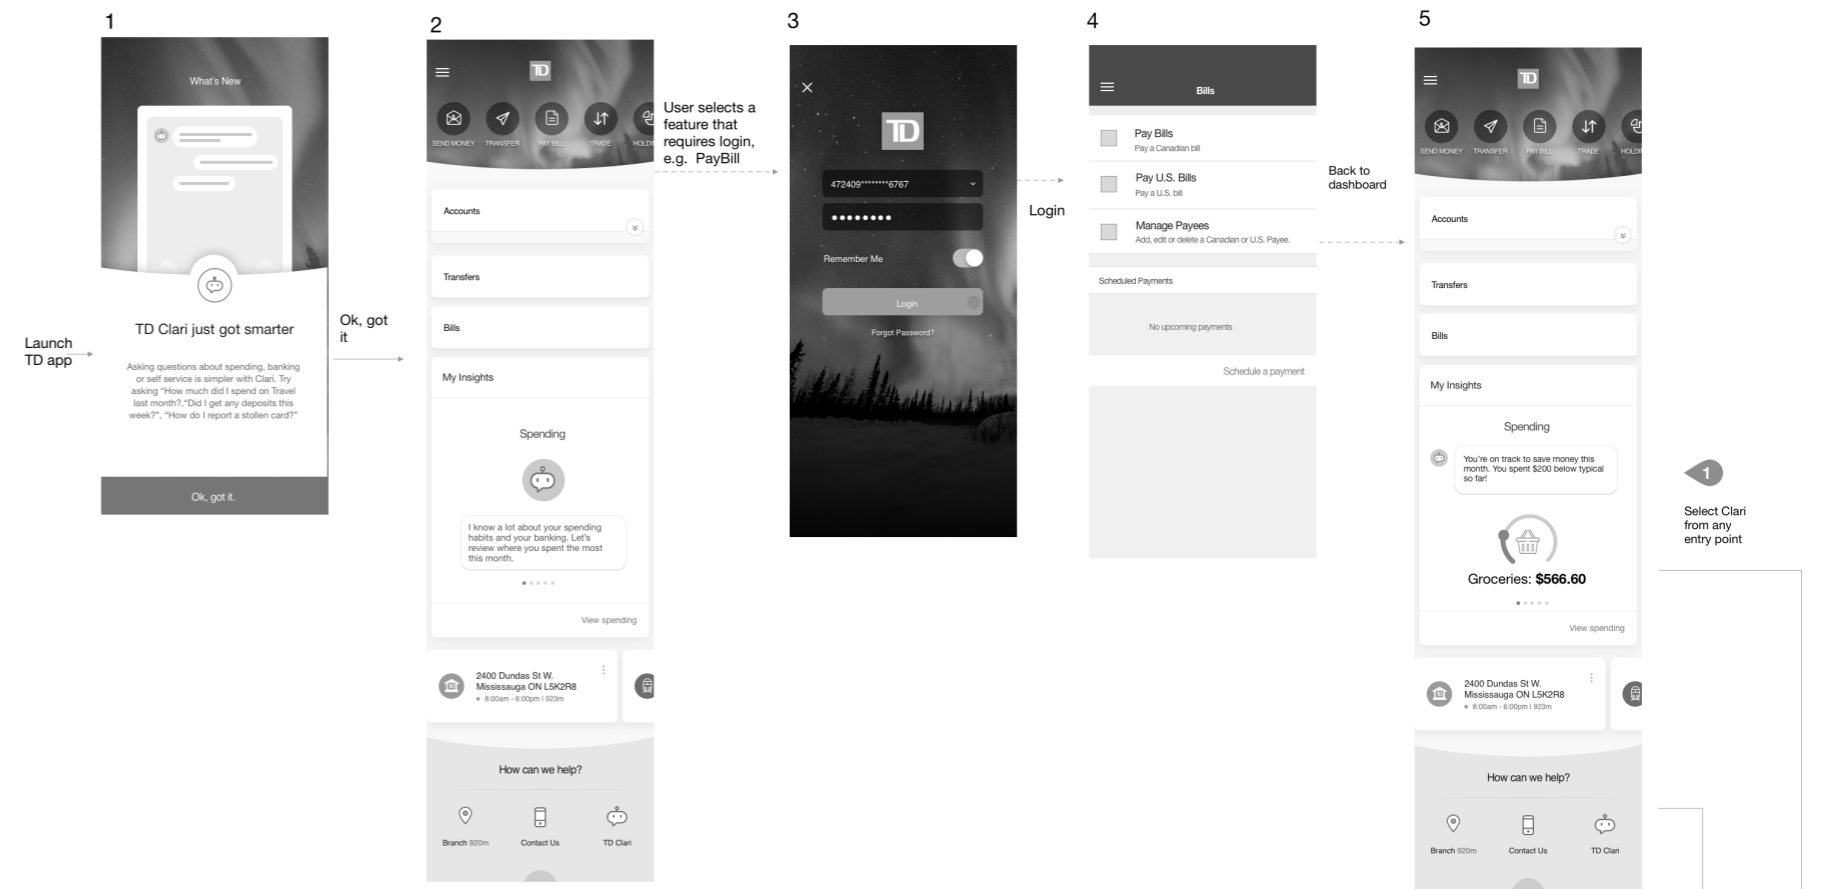 1
What's New
TD Clari just got smarter
Asking questions about spending, banking
or self service is simpler with Clari. Try
asking “How much did I spend on Travel
last month?,“Did I get any deposits this
week?”, “How do I report a stolen card?”
Ok, got it.
Launch
TD app
Ok, got
it
2
TD
SEND MONEY
TRANSFER
PAY BILL
TRADE
HOLDI
Accounts
Transfers
Bills
My Insights
Spending
I know a lot about your spending
habits and your banking. Let's
review where you spent the most
this month.
View spending
2400 Dundas St W.
Mississauga ON L5K2R8
8:00am - 6:00pm I 923m
How can we help?
Branch 920m
Contact Us
TD Clari
User selects a
feature that
requires login,
e.g. PayBill
3
TD
472409********6767
Remember Me
Login
Forgot Password?
Login
4
Bills
Pay Bills
Pay a Canadian bill
Pay U.S. Bills
Pay a U.S. bill
Manage Payees
Add, edit or delete a Canadian or U.S. Payee.
Scheduled Payments
No upcoming payments
Schedule a payment
Back to
dashboard
5
TD
SEND MONEY
TRANSFER
PAY BILL
TRADE
HOLDI
Accounts
Transfers
Bills
My Insights
Spending
You're on track to save money this
month. You spent $200 below typical
so far!
Groceries: $566.60
View spending
2400 Dundas St W.
Mississauga ON L5K2R8
8:00am - 6:00pm I 923m
How can we help?
Branch 920m
Contact Us
TD Clari
1
Select Clari
from any
entry point